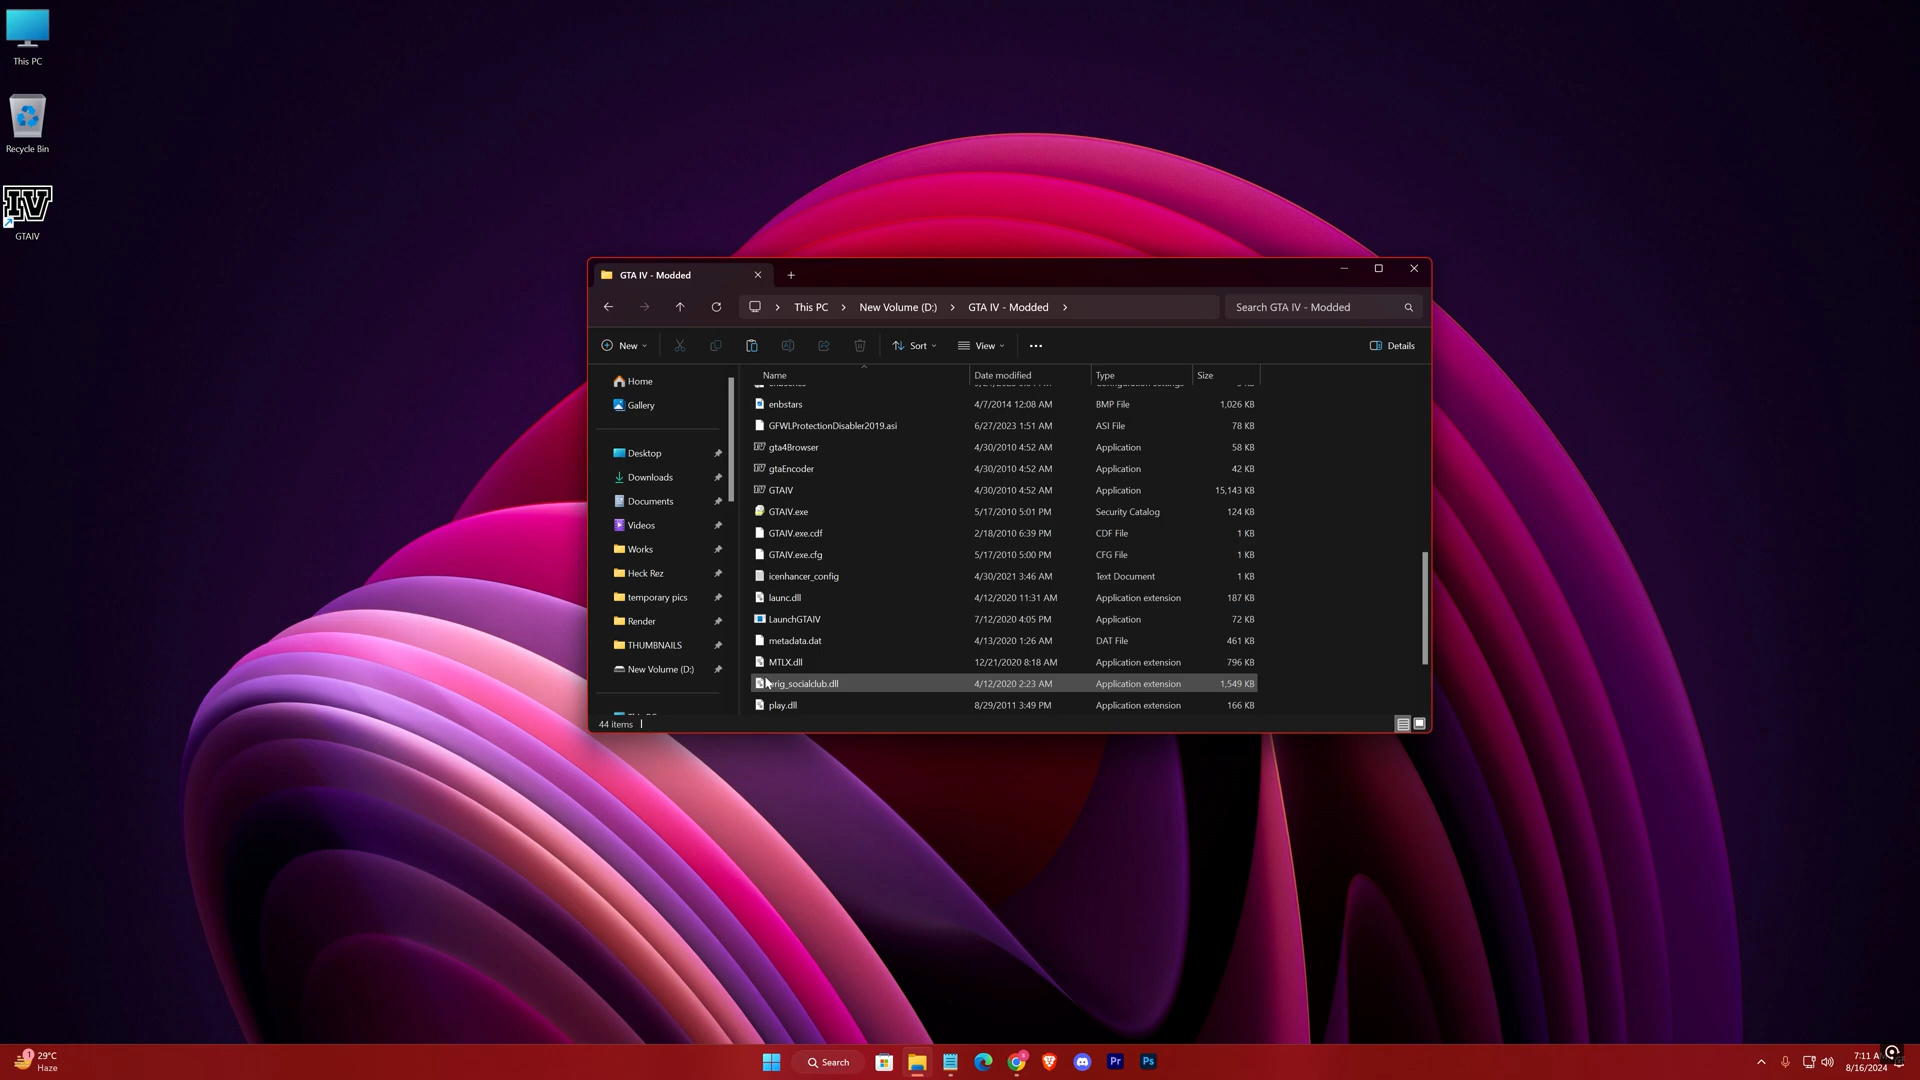 This PC
Recycle Bin
IV
GTAIV
GTA IV - Modded
This PC
New Volume (D:)
GTA IV - Modded
Search GTA IV - Modded
New
Sort
View
Details
Home
Gallery
Desktop
Downloads
Documents
Videos
Works
Heck Rez
temporary pics
Render
THUMBNAILS
New Volume (D:)
Name Date modified Type Size
enbstars 4/7/2014 12:08 AM BMP File 1,026 KB
GFWLProtectionDisabler2019.asi 6/27/2023 1:51 AM ASI File 78 KB
gta4Browser 4/30/2010 4:52 AM Application 58 KB
gtaEncoder 4/30/2010 4:52 AM Application 42 KB
GTAIV 4/30/2010 4:52 AM Application 15,143 KB
GTAIV.exe 5/17/2010 5:01 PM Security Catalog 124 KB
GTAIV.exe.cdf 2/18/2010 6:39 PM CDF File 1 KB
GTAIV.exe.cfg 5/17/2010 5:00 PM CFG File 1 KB
icenhancer_config 4/30/2021 3:46 AM Text Document 1 KB
launc.dll 4/12/2020 11:31 AM Application extension 187 KB
LaunchGTAIV 7/12/2020 4:05 PM Application 72 KB
metadata.dat 4/13/2020 1:26 AM DAT File 461 KB
MTLX.dll 12/21/2020 8:18 AM Application extension 796 KB
orig_socialclub.dll 4/12/2020 2:23 AM Application extension 1,549 KB
play.dll 8/29/2011 3:49 PM Application extension 166 KB
44 items
1
29°C
Haze
Search
Pr
Ps
7:11 A
8/16/2024